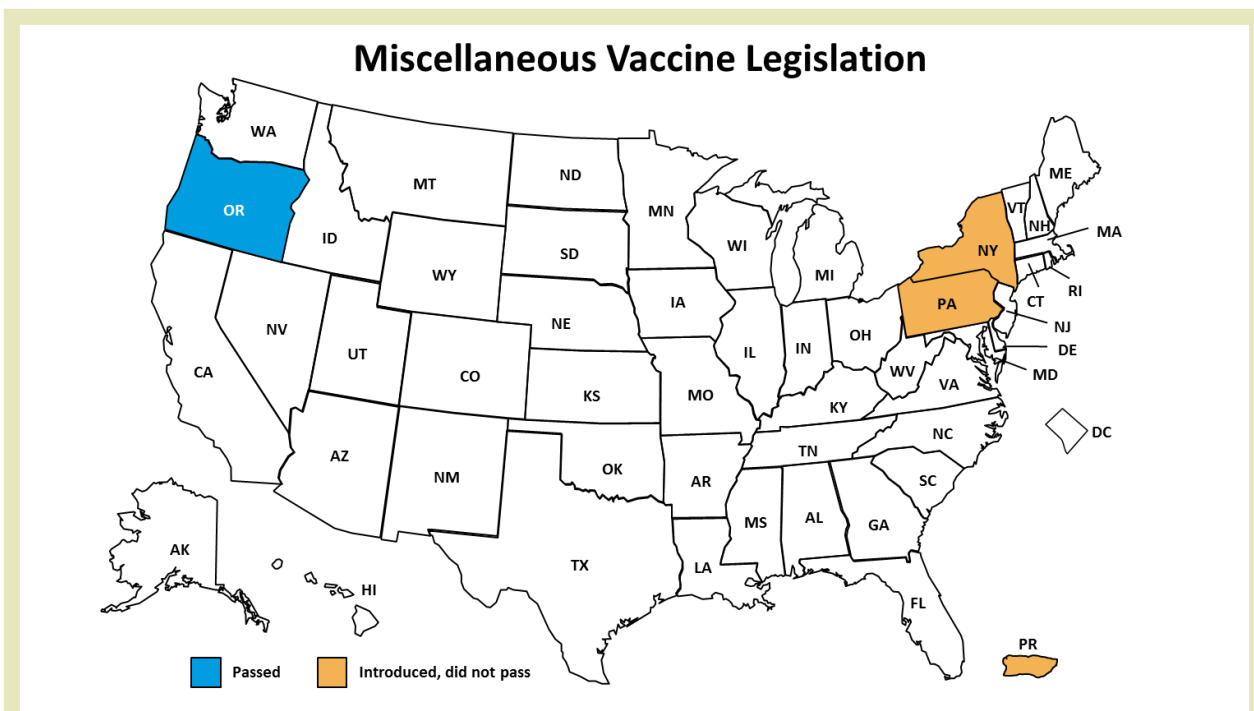 Miscellaneous Vaccine Legislation
WA
MT
ND
MN
ME
VT
NH
MA
OR
ID
WY
SD
WI
MI
NY
CT
RI
NV
UT
CO
NE
IA
PA
NJ
DE
MD
CA
KS
MO
IL
IN
OH
WV
VA
KY
DC
AZ
NM
OK
AR
TN
NC
SC
MS
AL
GA
AK
HI
TX
LA
FL
PR
Passed
Introduced, did not pass